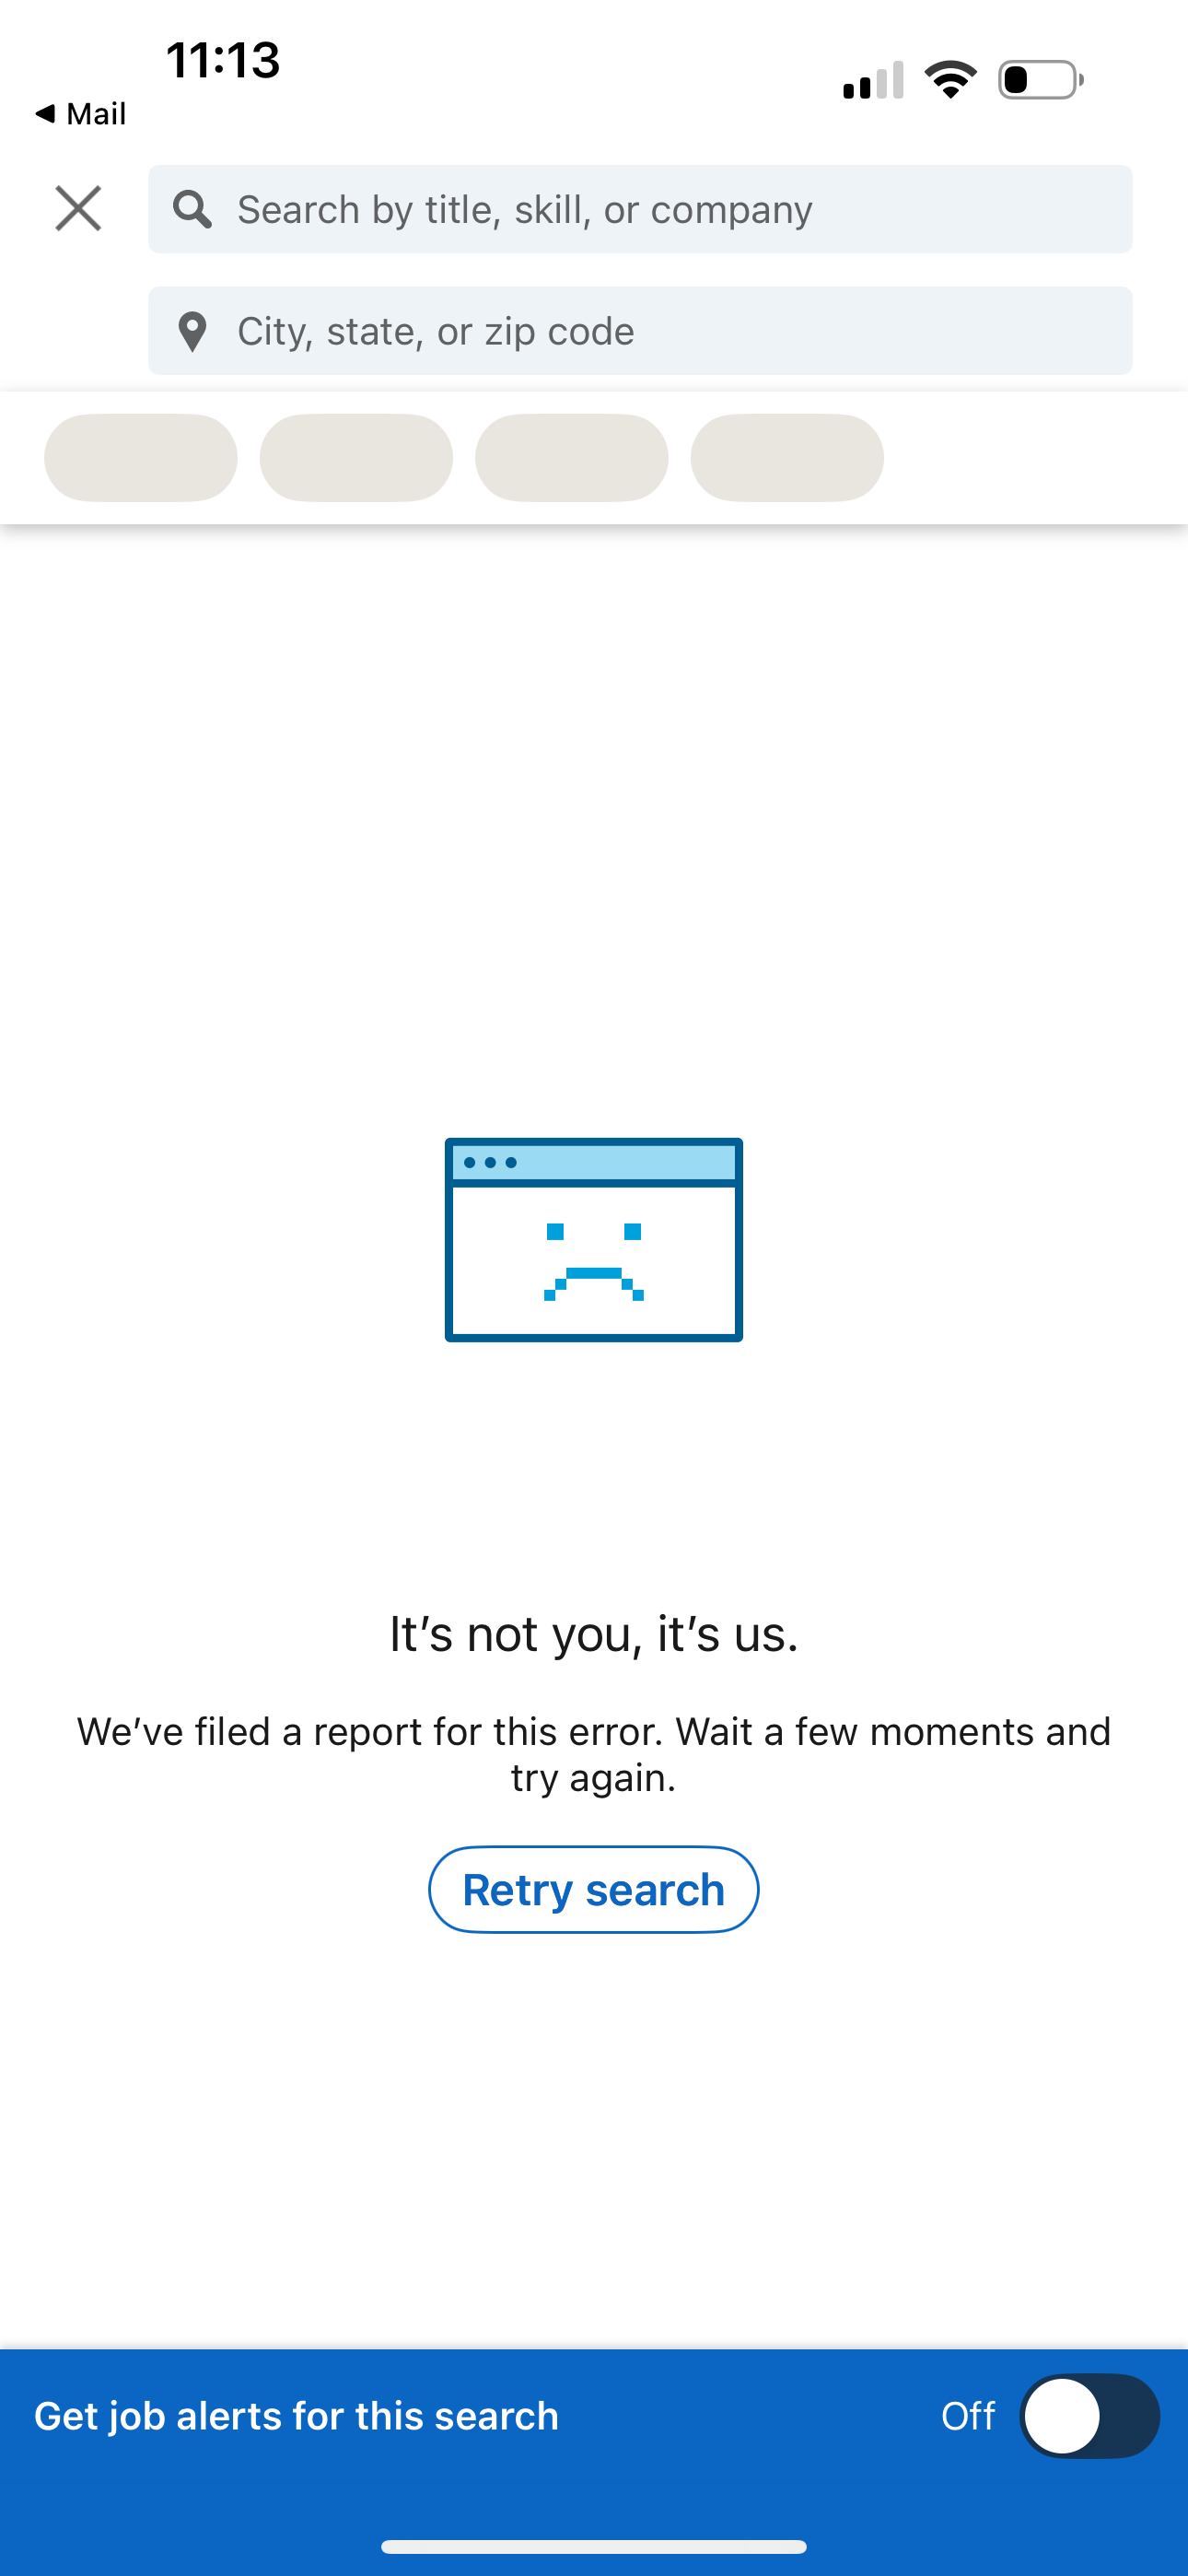 11:13
◀ Mail
Search by title, skill, or company
City, state, or zip code
It’s not you, it’s us.
We’ve filed a report for this error. Wait a few moments and
try again.
Retry search
Get job alerts for this search
Off